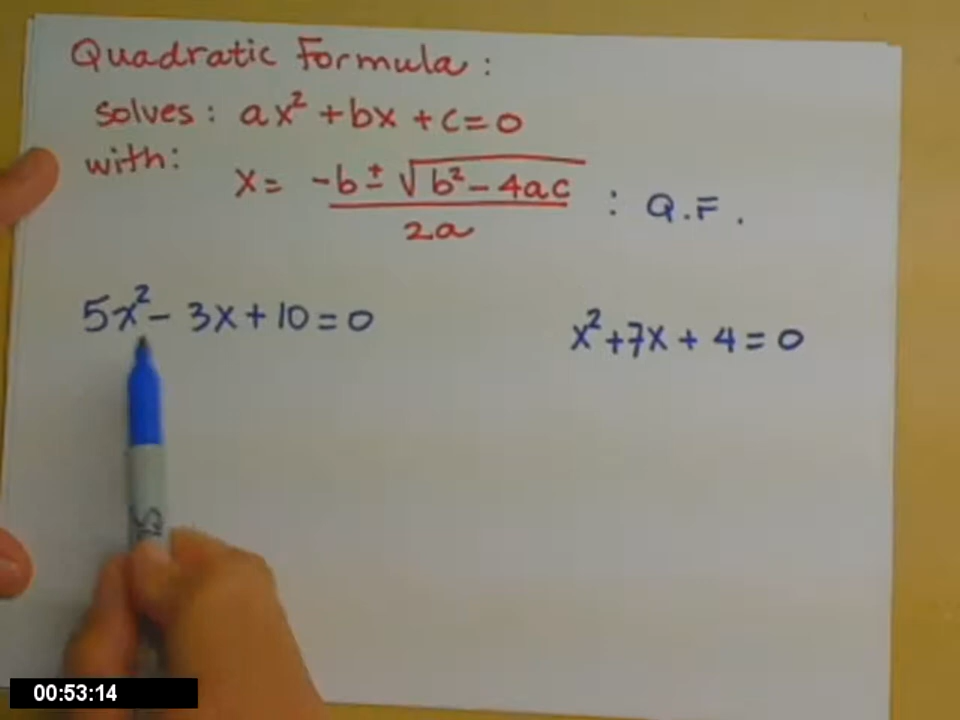 Quadratic Formula:
solves: ax² + bx + c = 0
with:
x = -b ± √b² - 4ac / 2a : Q.F.
5x² - 3x + 10 = 0
x² + 7x + 4 = 0
00:53:14